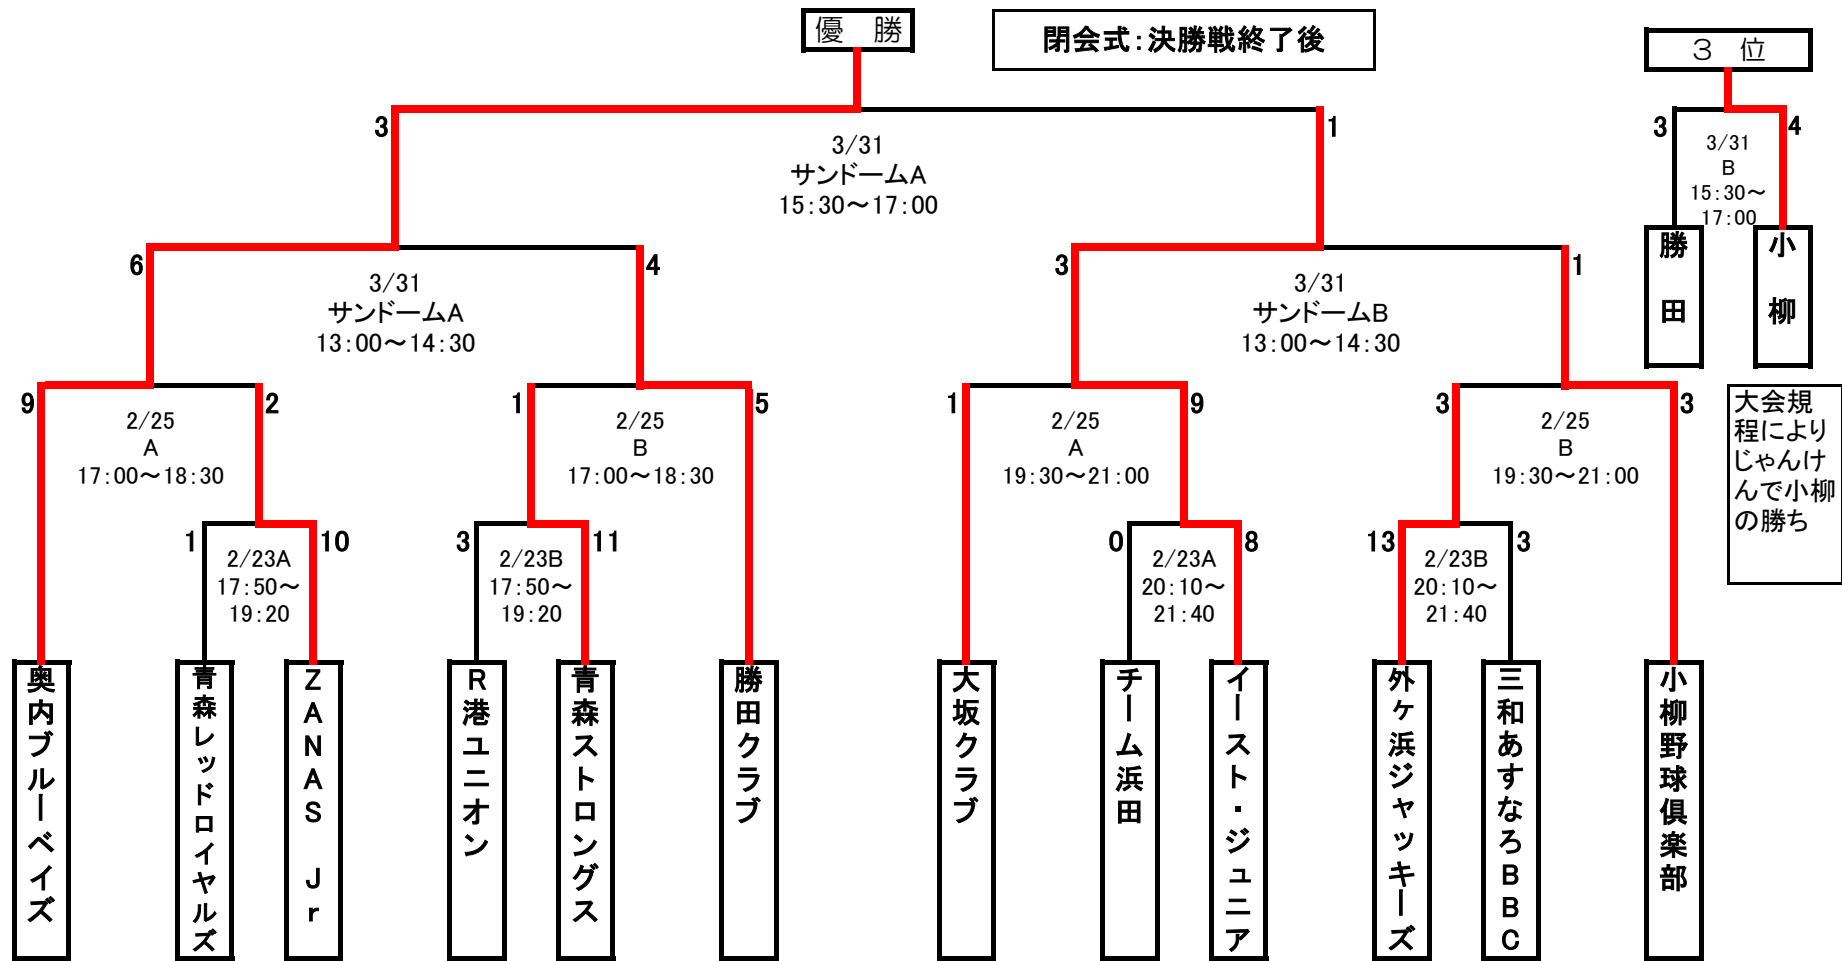 優　勝
閉会式：決勝戦終了後
３　位
3
1
3/31
サンドームA
15:30～17:00
3
4
3/31
B
15:30～
17:00
勝田
小柳
6
4
3/31
サンドームA
13:00～14:30
3
1
3/31
サンドームB
13:00～14:30
9
2
2/25
A
17:00～18:30
1
5
2/25
B
17:00～18:30
1
9
2/25
A
19:30～21:00
3
3
2/25
B
19:30～21:00
大会規
程により
じゃんけ
んで小柳
の勝ち
1
10
2/23A
17:50～
19:20
3
11
2/23B
17:50～
19:20
0
8
2/23A
20:10～
21:40
13
3
2/23B
20:10～
21:40
奥内ブルーベイズ
青森レッドロイヤルズ
ZANAS Jr
R港ユニオン
青森ストロングス
勝田クラブ
大坂クラブ
チーム浜田
イースト・ジュニア
外ヶ浜ジャッキーズ
三和あすなろBBC
小柳野球倶楽部